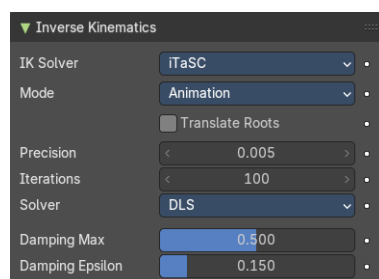 Inverse Kinematics
IK Solver iTaSC
Mode Animation
Translate Roots
Precision 0.005
Iterations 100
Solver DLS
Damping Max 0.500
Damping Epsilon 0.150